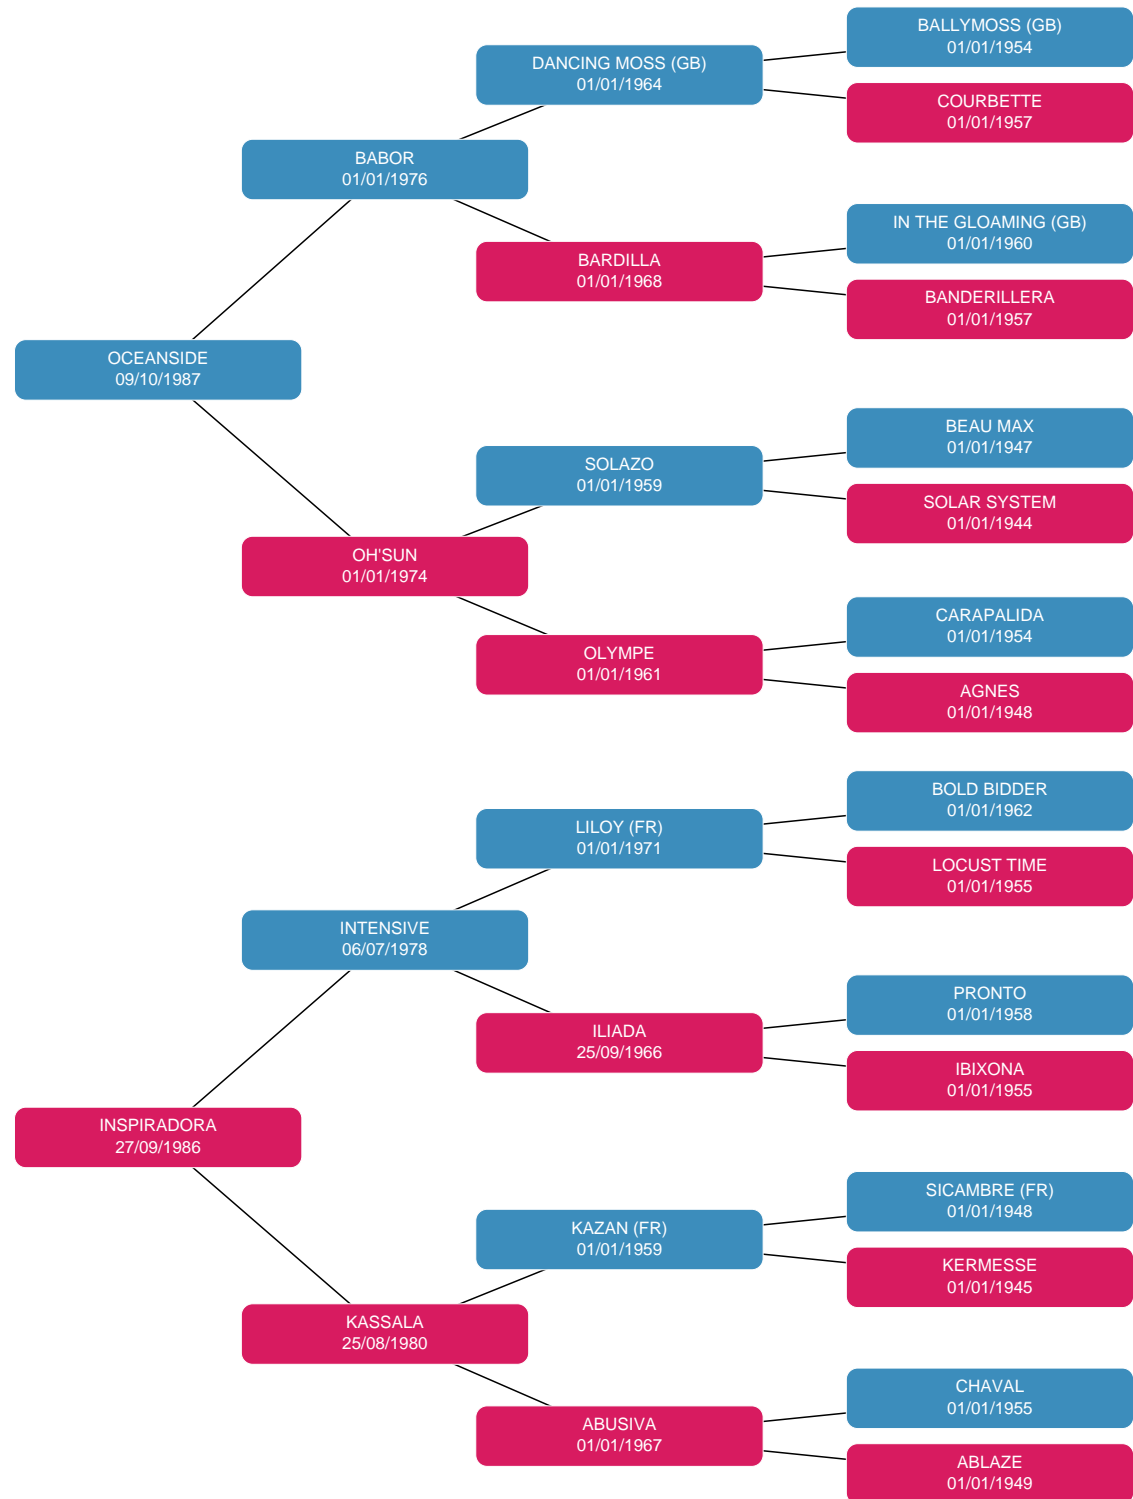 BALLYMOSS (GB)
01/01/1954
DANCING MOSS (GB)
01/01/1964
COURBETTE
01/01/1957
BABOR
01/01/1976
IN THE GLOAMING (GB)
01/01/1960
BARDILLA
01/01/1968
BANDERILLERA
01/01/1957
OCEANSIDE
09/10/1987
BEAU MAX
01/01/1947
SOLAZO
01/01/1959
SOLAR SYSTEM
01/01/1944
OH'SUN
01/01/1974
CARAPALIDA
01/01/1954
OLYMPE
01/01/1961
AGNES
01/01/1948
BOLD BIDDER
01/01/1962
LILOY (FR)
01/01/1971
LOCUST TIME
01/01/1955
INTENSIVE
06/07/1978
PRONTO
01/01/1958
ILIADA
25/09/1966
IBIXONA
01/01/1955
INSPIRADORA
27/09/1986
SICAMBRE (FR)
01/01/1948
KAZAN (FR)
01/01/1959
KERMESSE
01/01/1945
KASSALA
25/08/1980
CHAVAL
01/01/1955
ABUSIVA
01/01/1967
ABLAZE
01/01/1949